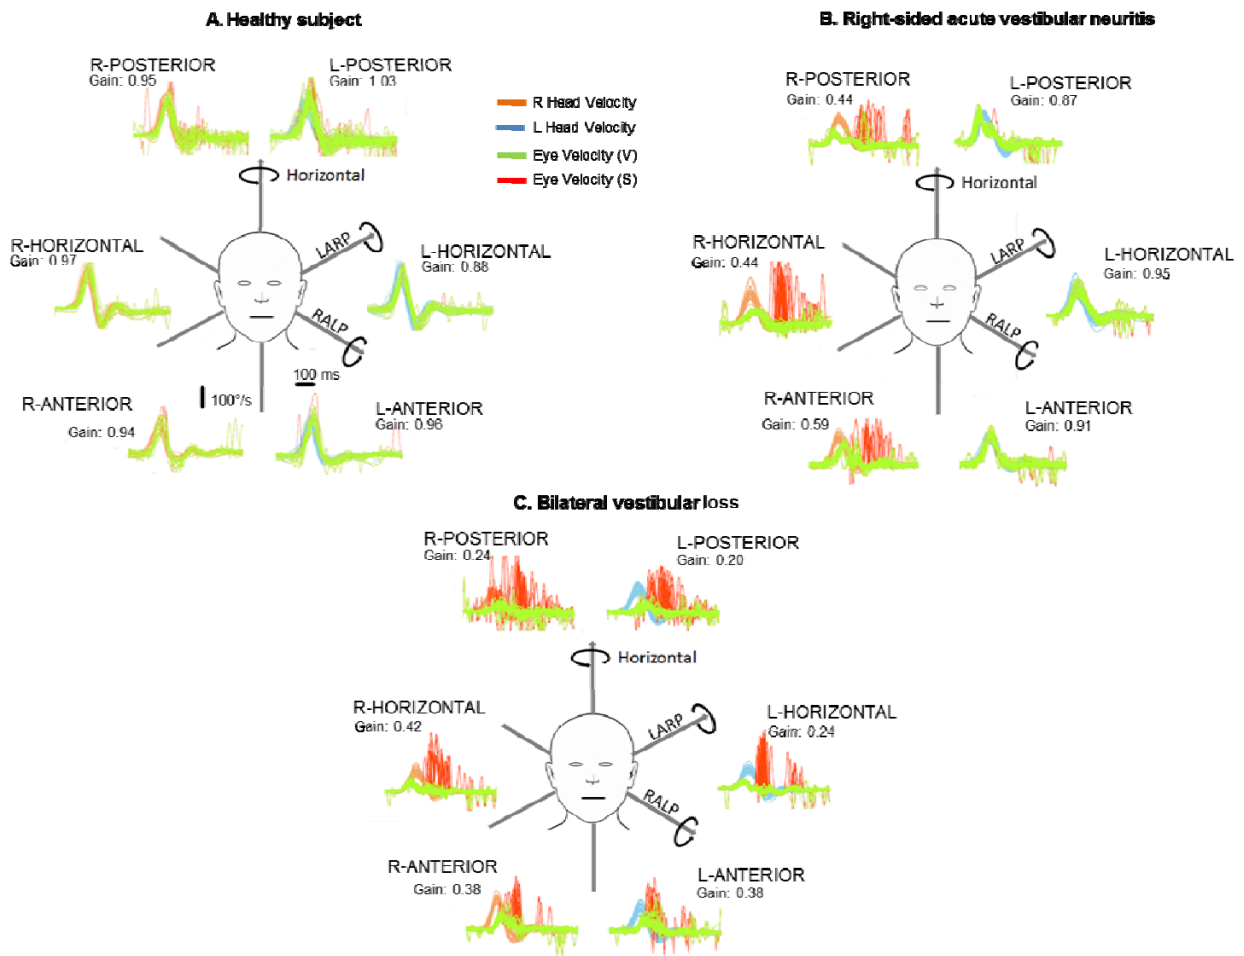 A. Healthy subject
R-POSTERIOR
Gain: 0.95
L-POSTERIOR
Gain: 1.03
R Head Velocity
L Head Velocity
Eye Velocity (V)
Eye Velocity (S)
Horizontal
R-HORIZONTAL
Gain: 0.97
LARP
L-HORIZONTAL
Gain: 0.88
RALP
100 ms
100°/s
R-ANTERIOR
Gain: 0.94
L-ANTERIOR
Gain: 0.96
B. Right-sided acute vestibular neuritis
R-POSTERIOR
Gain: 0.44
L-POSTERIOR
Gain: 0.87
Horizontal
R-HORIZONTAL
Gain: 0.44
LARP
L-HORIZONTAL
Gain: 0.95
RALP
R-ANTERIOR
Gain: 0.59
L-ANTERIOR
Gain: 0.91
C. Bilateral vestibular loss
R-POSTERIOR
Gain: 0.24
L-POSTERIOR
Gain: 0.20
Horizontal
R-HORIZONTAL
Gain: 0.42
LARP
L-HORIZONTAL
Gain: 0.24
RALP
R-ANTERIOR
Gain: 0.38
L-ANTERIOR
Gain: 0.38